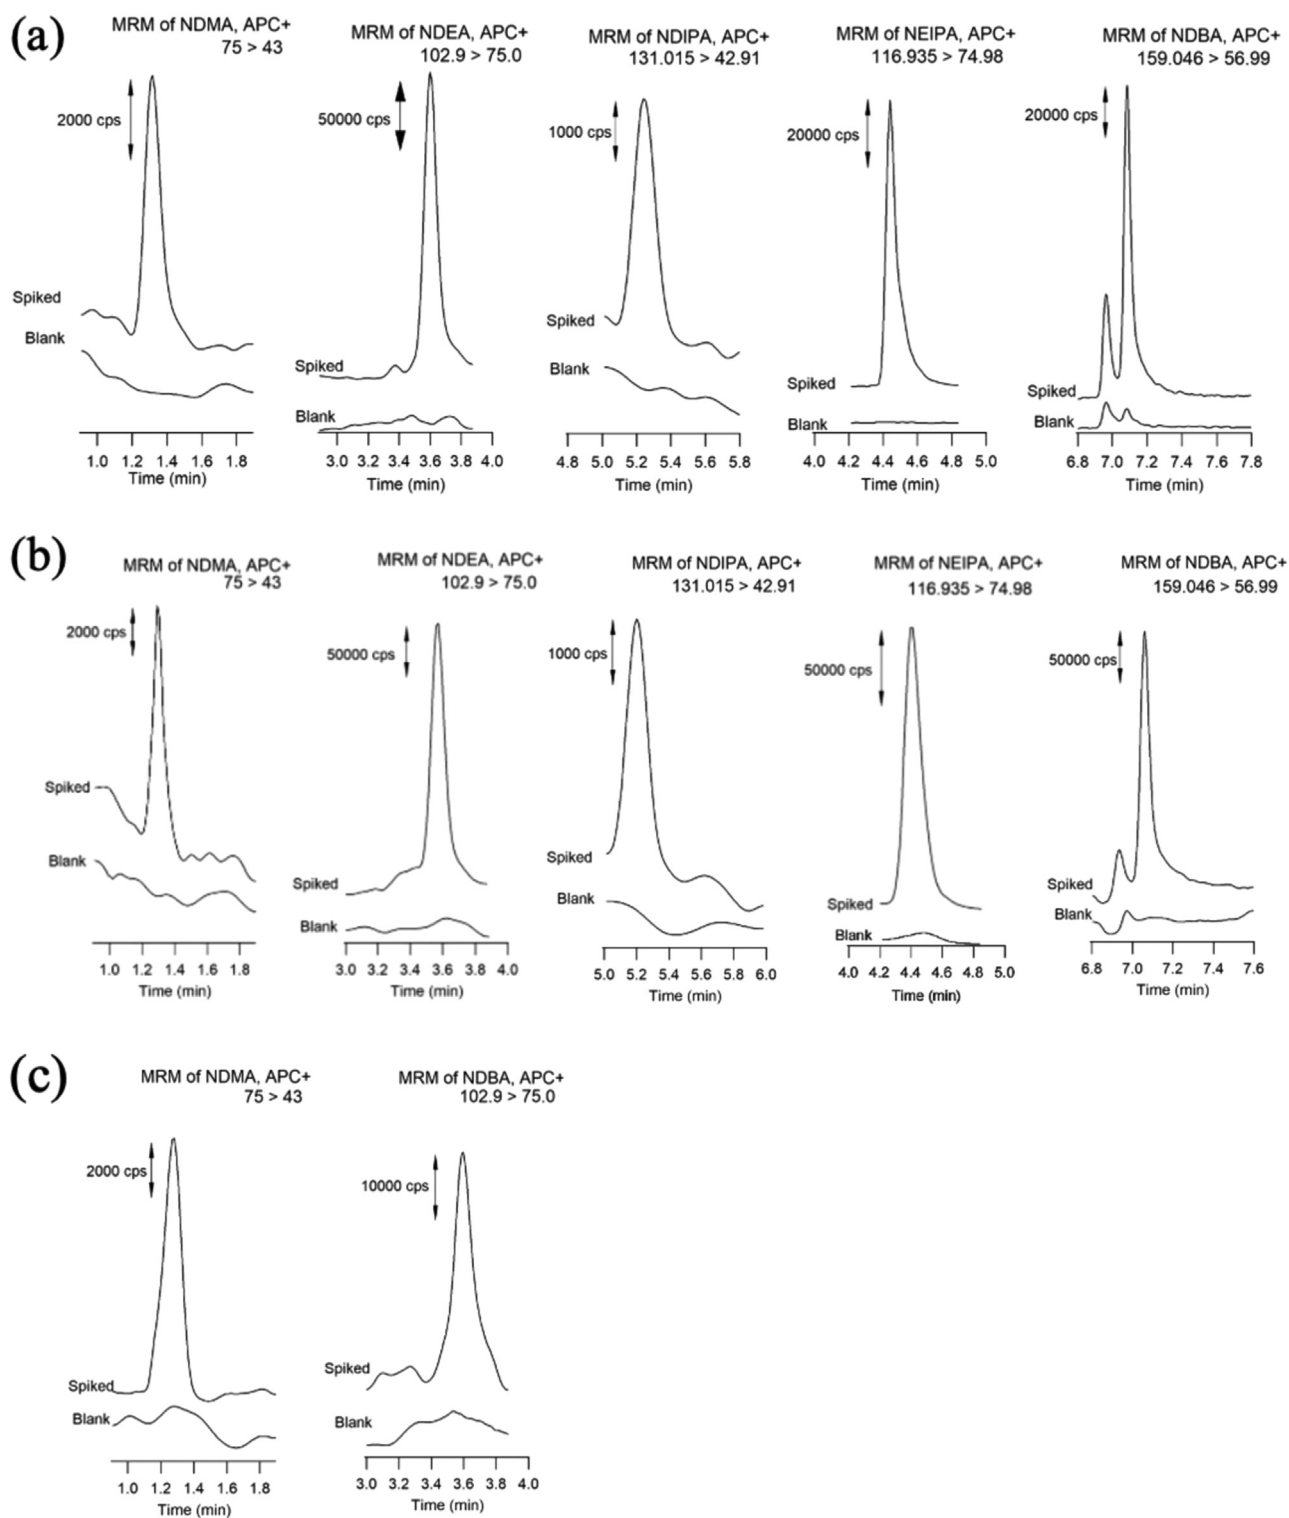 (a)
MRM of NDMA, APC+
75 > 43
2000 cps
Spiked
Blank
1.0 1.2 1.4 1.6 1.8
Time (min)
MRM of NDEA, APC+
102.9 > 75.0
50000 cps
Spiked
Blank
3.0 3.2 3.4 3.6 3.8 4.0
Time (min)
MRM of NDIPA, APC+
131.015 > 42.91
1000 cps
Spiked
Blank
4.8 5.0 5.2 5.4 5.6 5.8
Time (min)
MRM of NEIPA, APC+
116.935 > 74.98
20000 cps
Spiked
Blank
4.0 4.2 4.4 4.6 4.8 5.0
Time (min)
MRM of NDBA, APC+
159.046 > 56.99
20000 cps
Spiked
Blank
6.8 7.0 7.2 7.4 7.6 7.8
Time (min)
(b)
MRM of NDMA, APC+
75 > 43
2000 cps
Spiked
Blank
1.0 1.2 1.4 1.6 1.8
Time (min)
MRM of NDEA, APC+
102.9 > 75.0
50000 cps
Spiked
Blank
3.0 3.2 3.4 3.6 3.8 4.0
Time (min)
MRM of NDIPA, APC+
131.015 > 42.91
1000 cps
Spiked
Blank
5.0 5.2 5.4 5.6 5.8 6.0
Time (min)
MRM of NEIPA, APC+
116.935 > 74.98
50000 cps
Spiked
Blank
4.0 4.2 4.4 4.6 4.8 5.0
Time (min)
MRM of NDBA, APC+
159.046 > 56.99
50000 cps
Spiked
Blank
6.8 7.0 7.2 7.4 7.6
Time (min)
(c)
MRM of NDMA, APC+
75 > 43
2000 cps
Spiked
Blank
1.0 1.2 1.4 1.6 1.8
Time (min)
MRM of NDBA, APC+
102.9 > 75.0
10000 cps
Spiked
Blank
3.0 3.2 3.4 3.6 3.8 4.0
Time (min)